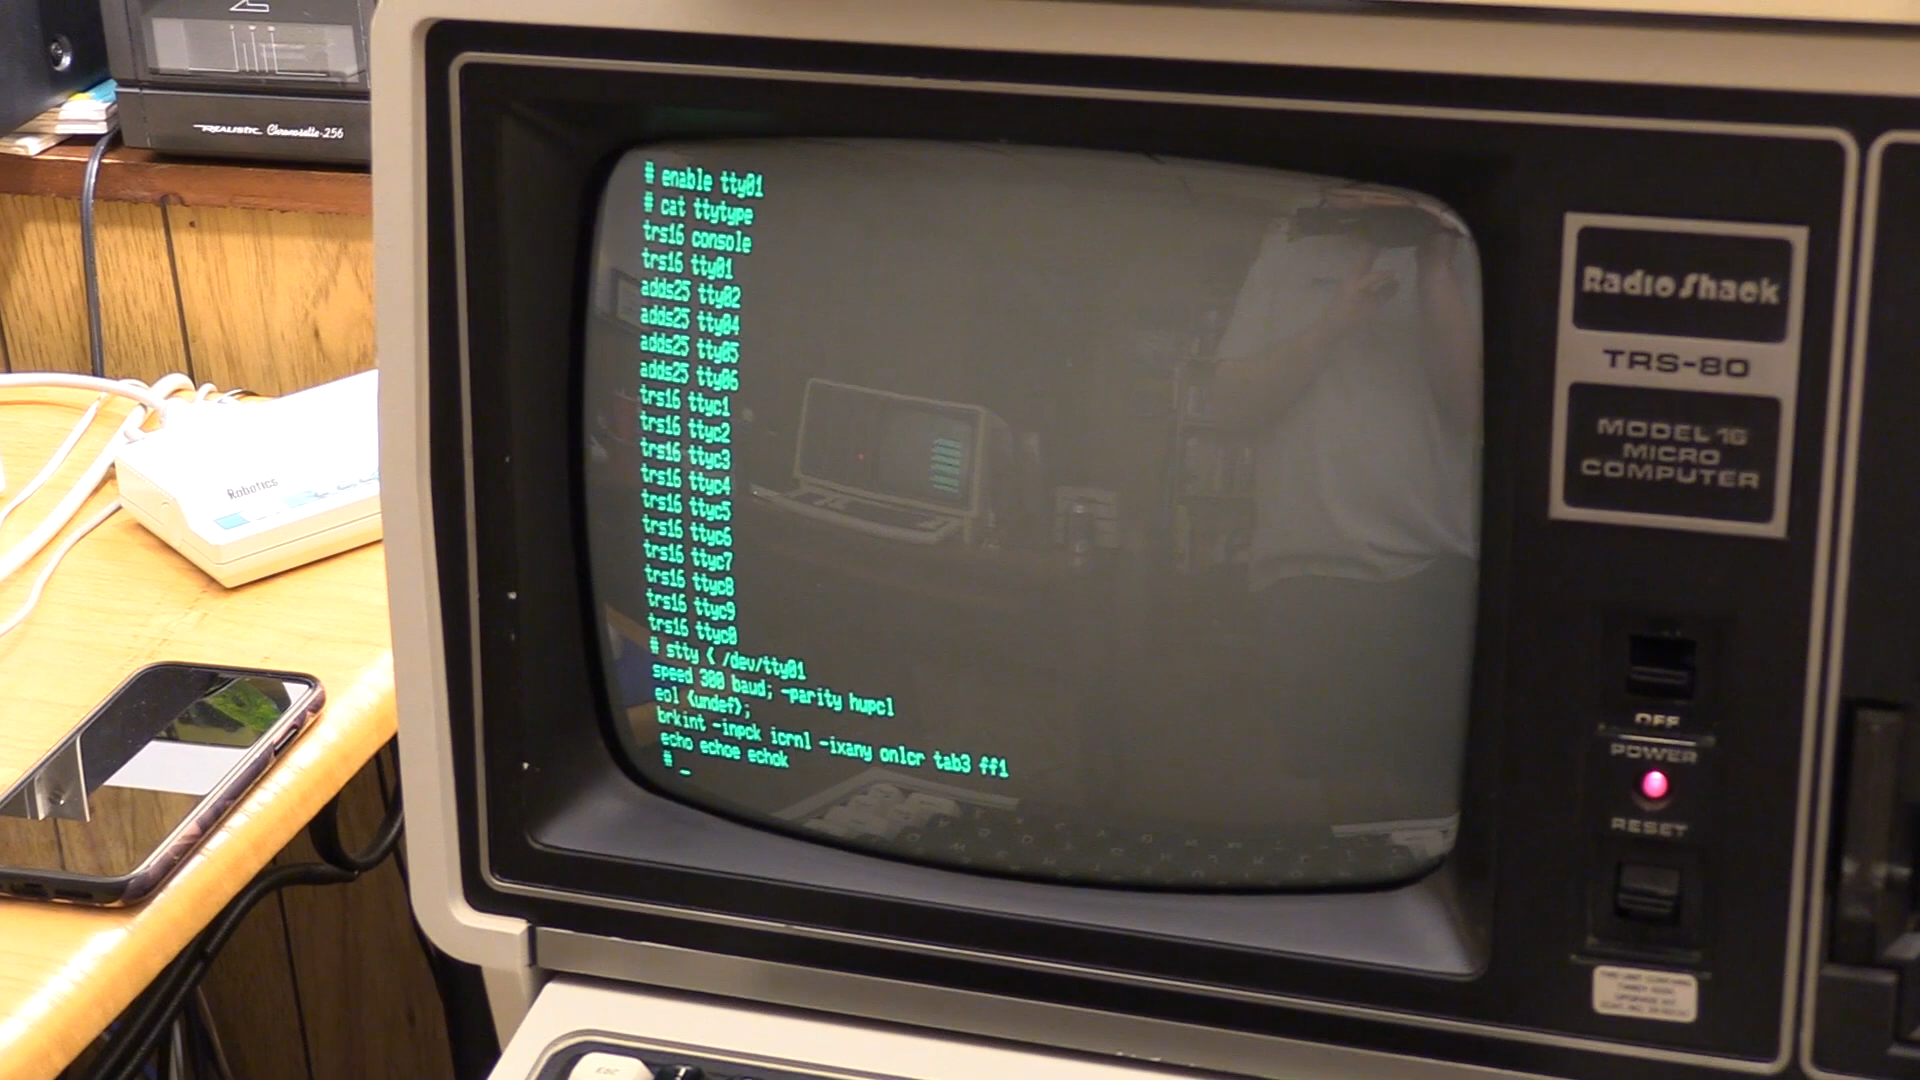 REALISTIC Chronosette-256
Robotics
# enable tty01
# cat ttytype
trs16 console
trs16 tty01
adds25 tty02
adds25 tty04
adds25 tty05
adds25 tty06
trs16 ttyc1
trs16 ttyc2
trs16 ttyc3
trs16 ttyc4
trs16 ttyc5
trs16 ttyc6
trs16 ttyc7
trs16 ttyc8
trs16 ttyc9
trs16 ttyc0
# stty < /dev/tty01
speed 300 baud; -parity hupcl
eol <undef>;
brkint -inpck icrnl -ixany onlcr tab3 ff1
echo echoe echok
# _
Radio Shack
TRS-80
MODEL 16
MICRO
COMPUTER
OFF
POWER
RESET
ESC